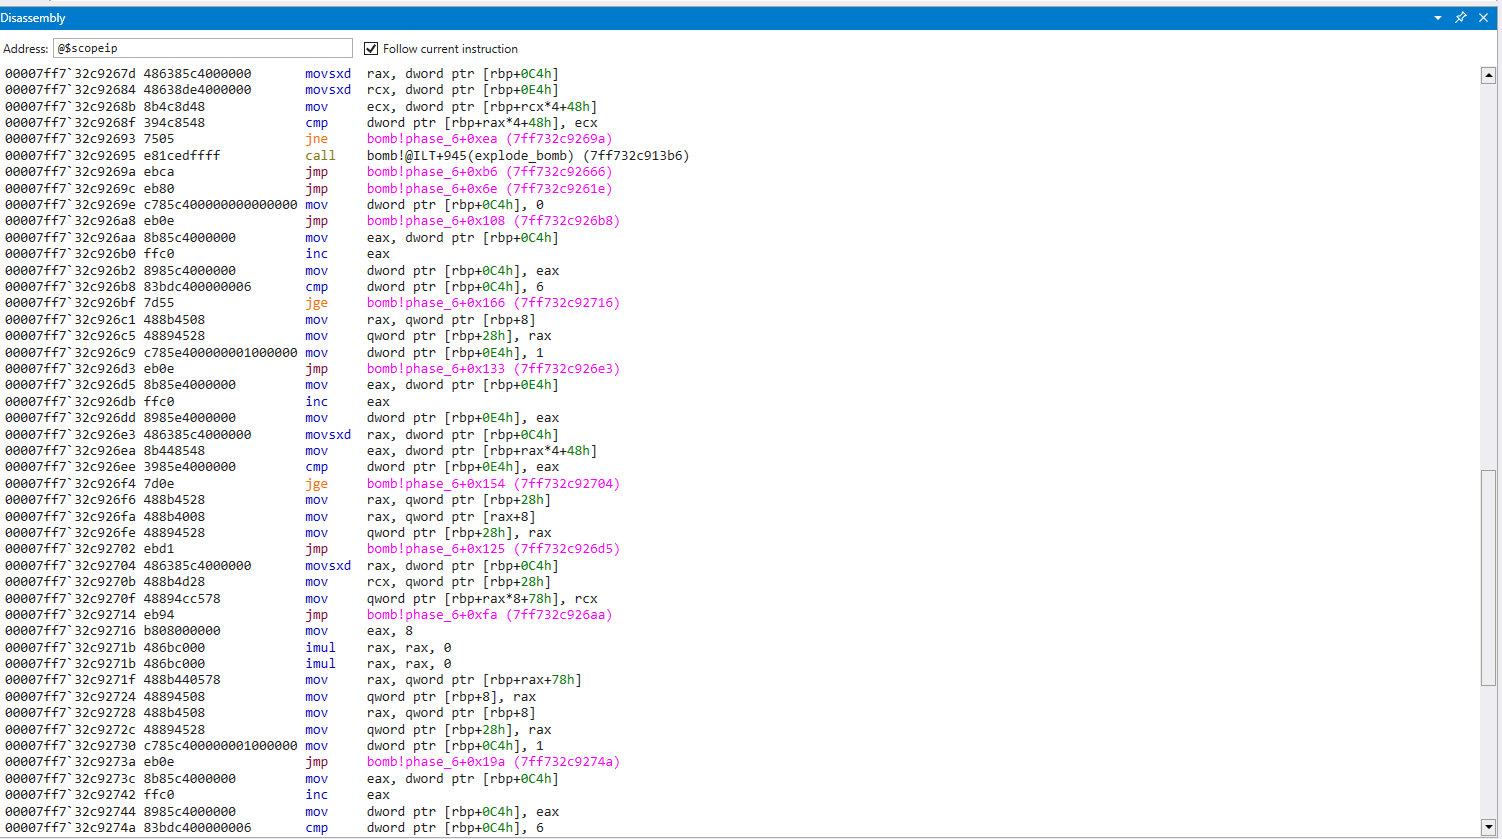 Disassembly
Address: @$scopeip Follow current instruction
00007ff7`32c9267d 486385c4000000 movsxd rax, dword ptr [rbp+0C4h]
00007ff7`32c92684 48638de4000000 movsxd rcx, dword ptr [rbp+0E4h]
00007ff7`32c9268b 8b4c8d48 mov ecx, dword ptr [rbp+rcx*4+48h]
00007ff7`32c9268f 394c8548 cmp dword ptr [rbp+rax*4+48h], ecx
00007ff7`32c92693 7505 jne bomb!phase_6+0xea (7ff732c9269a)
00007ff7`32c92695 e81cedffff call bomb!@ILT+945(explode_bomb) (7ff732c913b6)
00007ff7`32c9269a ebca jmp bomb!phase_6+0xb6 (7ff732c92666)
00007ff7`32c9269c eb80 jmp bomb!phase_6+0x6e (7ff732c9261e)
00007ff7`32c9269e c785c400000000000000 mov dword ptr [rbp+0C4h], 0
00007ff7`32c926a8 eb0e jmp bomb!phase_6+0x108 (7ff732c926b8)
00007ff7`32c926aa 8b85c4000000 mov eax, dword ptr [rbp+0C4h]
00007ff7`32c926b0 ffc0 inc eax
00007ff7`32c926b2 8985c4000000 mov dword ptr [rbp+0C4h], eax
00007ff7`32c926b8 83bdc400000006 cmp dword ptr [rbp+0C4h], 6
00007ff7`32c926bf 7d55 jge bomb!phase_6+0x166 (7ff732c92716)
00007ff7`32c926c1 488b4508 mov rax, qword ptr [rbp+8]
00007ff7`32c926c5 48894528 mov qword ptr [rbp+28h], rax
00007ff7`32c926c9 c785e400000001000000 mov dword ptr [rbp+0E4h], 1
00007ff7`32c926d3 eb0e jmp bomb!phase_6+0x133 (7ff732c926e3)
00007ff7`32c926d5 8b85e4000000 mov eax, dword ptr [rbp+0E4h]
00007ff7`32c926db ffc0 inc eax
00007ff7`32c926dd 8985e4000000 mov dword ptr [rbp+0E4h], eax
00007ff7`32c926e3 486385c4000000 movsxd rax, dword ptr [rbp+0C4h]
00007ff7`32c926ea 8b448548 mov eax, dword ptr [rbp+rax*4+48h]
00007ff7`32c926ee 3985e4000000 cmp dword ptr [rbp+0E4h], eax
00007ff7`32c926f4 7d0e jge bomb!phase_6+0x154 (7ff732c92704)
00007ff7`32c926f6 488b4528 mov rax, qword ptr [rbp+28h]
00007ff7`32c926fa 488b4008 mov rax, qword ptr [rax+8]
00007ff7`32c926fe 48894528 mov qword ptr [rbp+28h], rax
00007ff7`32c92702 ebd1 jmp bomb!phase_6+0x125 (7ff732c926d5)
00007ff7`32c92704 486385c4000000 movsxd rax, dword ptr [rbp+0C4h]
00007ff7`32c9270b 488b4d28 mov rcx, qword ptr [rbp+28h]
00007ff7`32c9270f 48894cc578 mov qword ptr [rbp+rax*8+78h], rcx
00007ff7`32c92714 eb94 jmp bomb!phase_6+0xfa (7ff732c926aa)
00007ff7`32c92716 b808000000 mov eax, 8
00007ff7`32c9271b 486bc000 imul rax, rax, 0
00007ff7`32c9271b 486bc000 imul rax, rax, 0
00007ff7`32c9271f 488b440578 mov rax, qword ptr [rbp+rax+78h]
00007ff7`32c92724 48894508 mov qword ptr [rbp+8], rax
00007ff7`32c92728 488b4508 mov rax, qword ptr [rbp+8]
00007ff7`32c9272c 48894528 mov qword ptr [rbp+28h], rax
00007ff7`32c92730 c785c400000001000000 mov dword ptr [rbp+0C4h], 1
00007ff7`32c9273a eb0e jmp bomb!phase_6+0x19a (7ff732c9274a)
00007ff7`32c9273c 8b85c4000000 mov eax, dword ptr [rbp+0C4h]
00007ff7`32c92742 ffc0 inc eax
00007ff7`32c92744 8985c4000000 mov dword ptr [rbp+0C4h], eax
00007ff7`32c9274a 83bdc400000006 cmp dword ptr [rbp+0C4h], 6